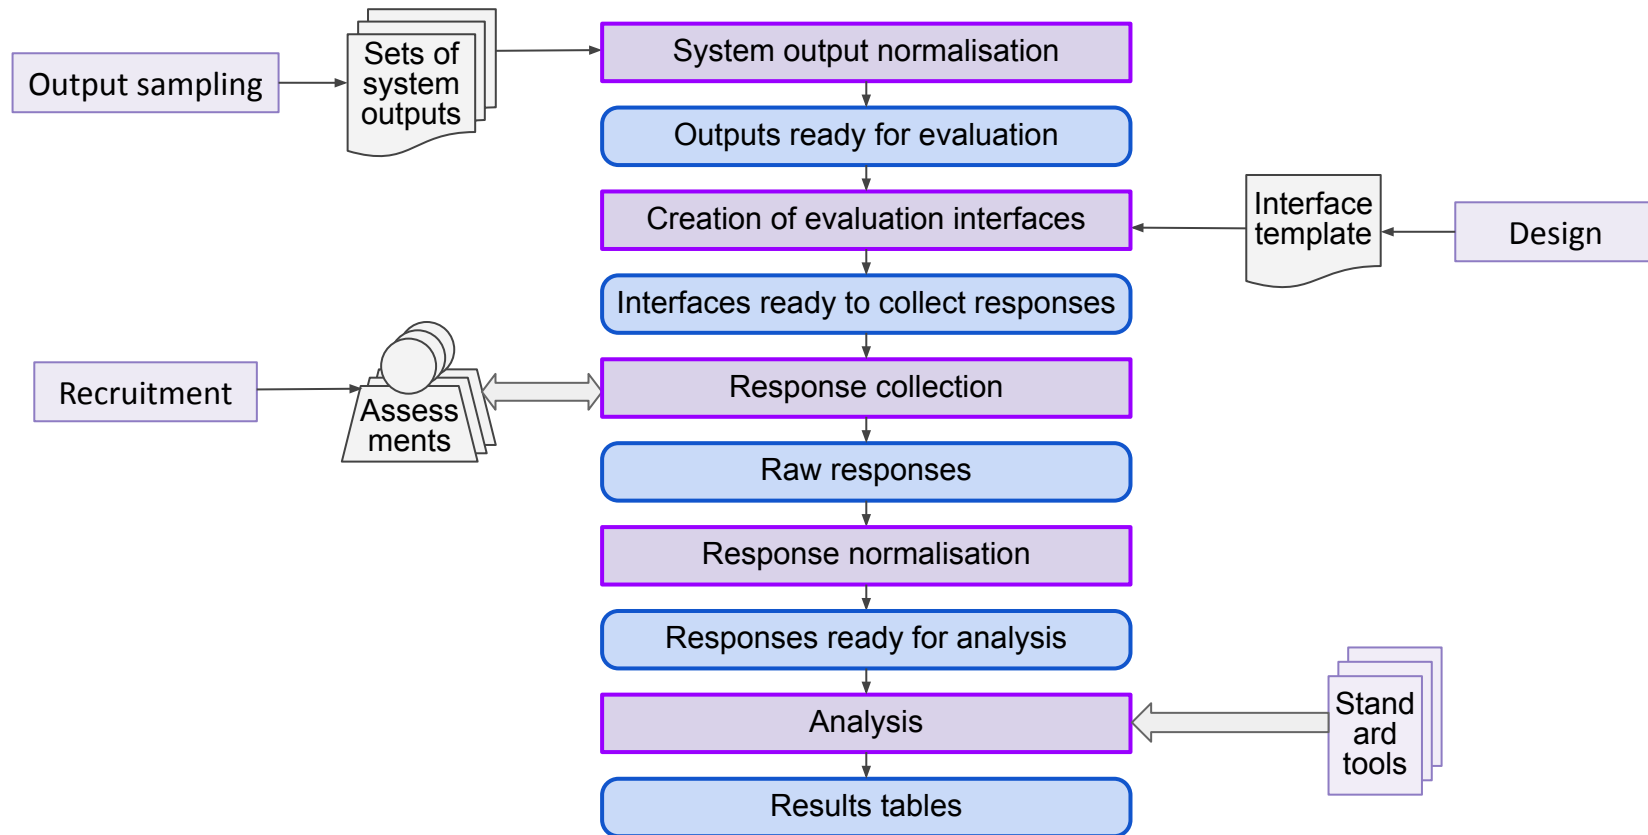 Output sampling
Sets of
system
outputs
System output normalisation
Outputs ready for evaluation
Creation of evaluation interfaces
Interface
template
Design
Interfaces ready to collect responses
Recruitment
Assess
ments
Response collection
Raw responses
Response normalisation
Responses ready for analysis
Analysis
Stand
ard
tools
Results tables